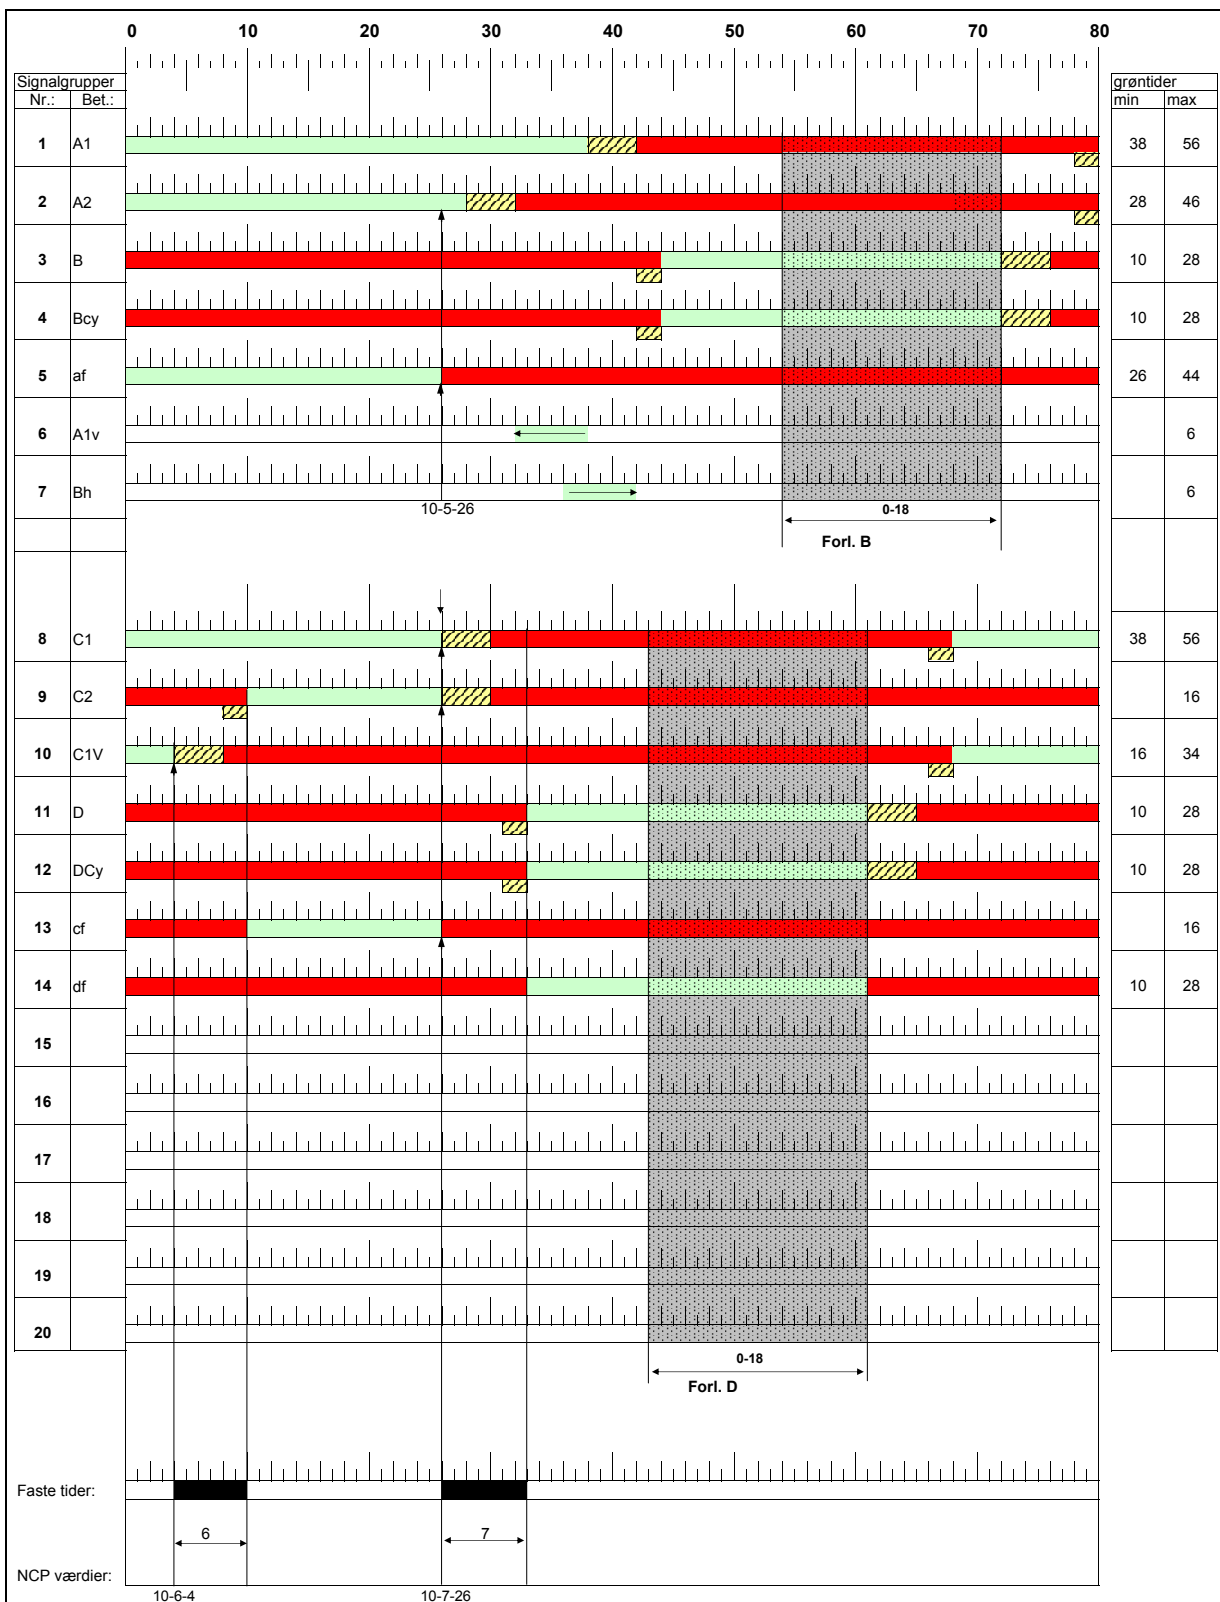 0 10 20 30 40 50 60 70 80
Signalgrupper grøntider
Nr.: Bet.: min max
1 A1 38 56
2 A2 28 46
3 B 10 28
4 Bcy 10 28
5 af 26 44
6 A1v 6
7 Bh 6
10-5-26 0-18
Forl. B
8 C1 38 56
9 C2 16
10 C1V 16 34
11 D 10 28
12 DCy 10 28
13 cf 16
14 df 10 28
15
16
17
18
19
20
0-18
Forl. D
Faste tider:
6 7
NCP værdier:
10-6-4 10-7-26